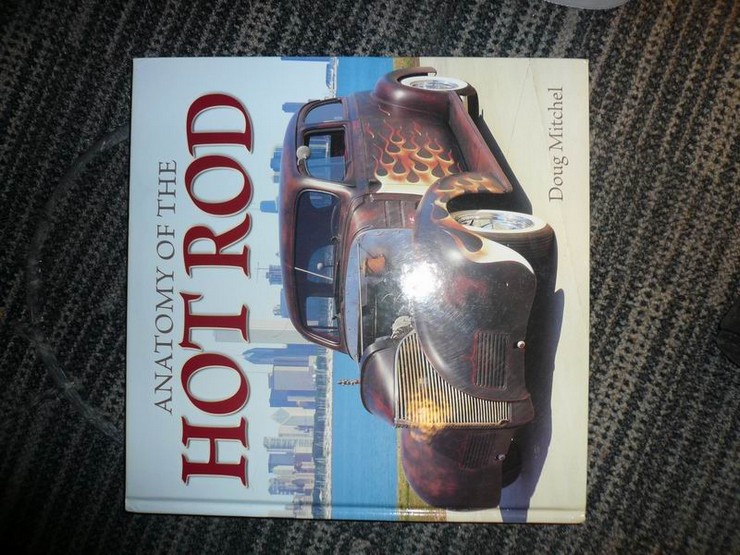 ANATOMY OF THE
HOT ROD
Doug Mitchel